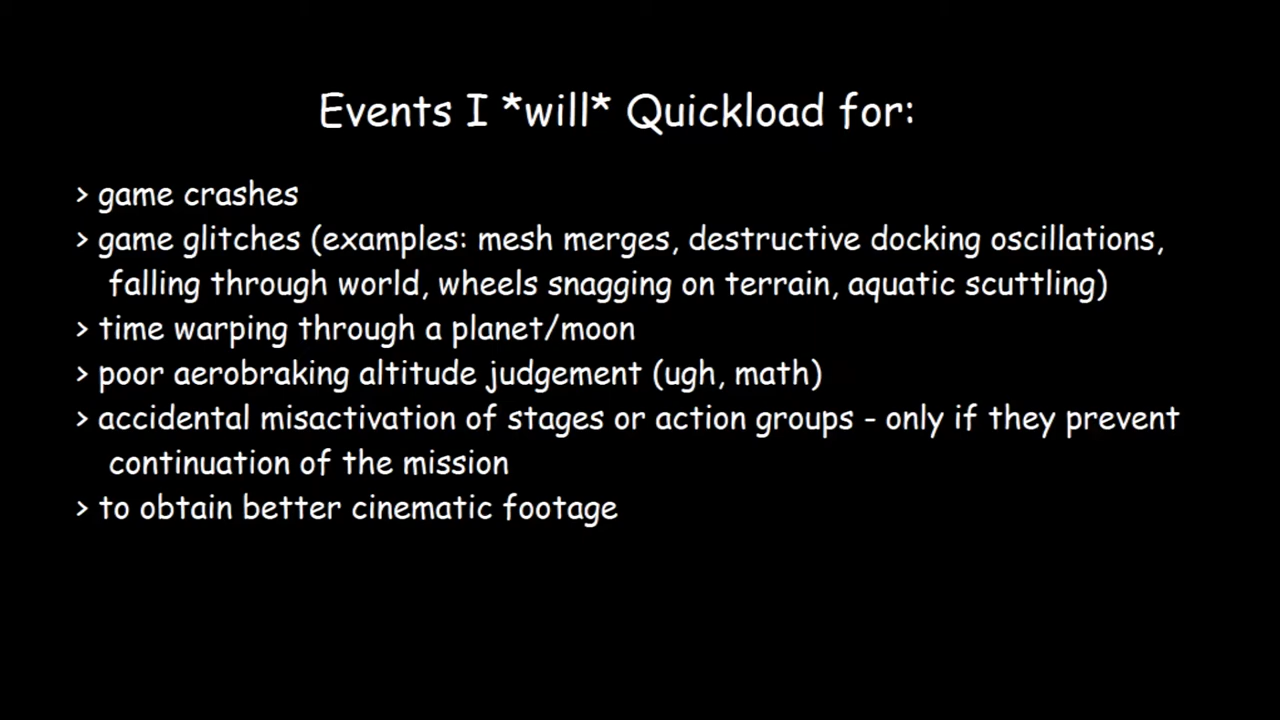 Events I *will* Quickload for:
> game crashes
> game glitches (examples: mesh merges, destructive docking oscillations,
falling through world, wheels snagging on terrain, aquatic scuttling)
> time warping through a planet/moon
> poor aerobraking altitude judgement (ugh, math)
> accidental misactivation of stages or action groups - only if they prevent
continuation of the mission
> to obtain better cinematic footage